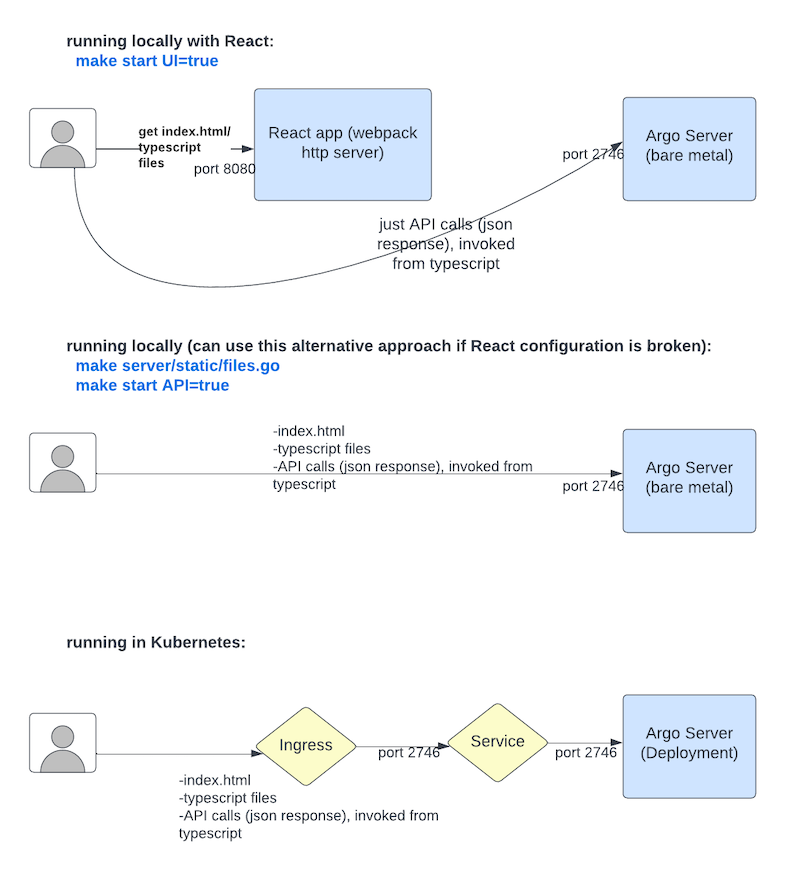 running locally with React:
make start UI=true
get index.html/
typescript
files
port 8080
React app (webpack
http server)
port 2746
Argo Server
(bare metal)
just API calls (json
response), invoked
from typescript
running locally (can use this alternative approach if React configuration is broken):
make server/static/files.go
make start API=true
-index.html
-typescript files
-API calls (json response), invoked from
typescript
port 2746
Argo Server
(bare metal)
running in Kubernetes:
Ingress
port 2746
Service
port 2746
Argo Server
(Deployment)
-index.html
-typescript files
-API calls (json response), invoked from
typescript